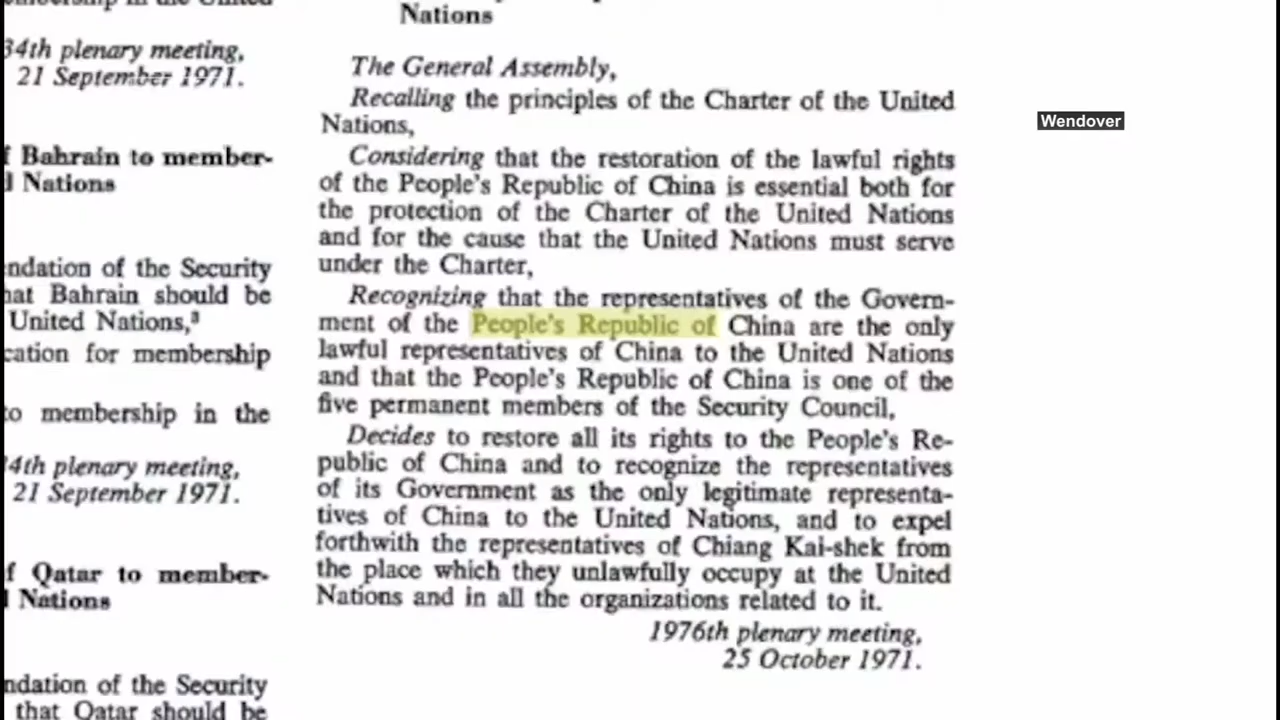 34th plenary meeting,
21 September 1971.
f Bahrain to member-
d Nations
ndation of the Security
hat Bahrain should be
United Nations,³
cation for membership
to membership in the
34th plenary meeting,
21 September 1971.
f Qatar to member-
d Nations
ndation of the Security
that Qatar should be
Nations
The General Assembly,
Recalling the principles of the Charter of the United
Nations,
Considering that the restoration of the lawful rights
of the People's Republic of China is essential both for
the protection of the Charter of the United Nations
and for the cause that the United Nations must serve
under the Charter,
Recognizing that the representatives of the Govern-
ment of the People's Republic of China are the only
lawful representatives of China to the United Nations
and that the People's Republic of China is one of the
five permanent members of the Security Council,
Decides to restore all its rights to the People's Re-
public of China and to recognize the representatives
of its Government as the only legitimate representa-
tives of China to the United Nations, and to expel
forthwith the representatives of Chiang Kai-shek from
the place which they unlawfully occupy at the United
Nations and in all the organizations related to it.
1976th plenary meeting,
25 October 1971.
Wendover